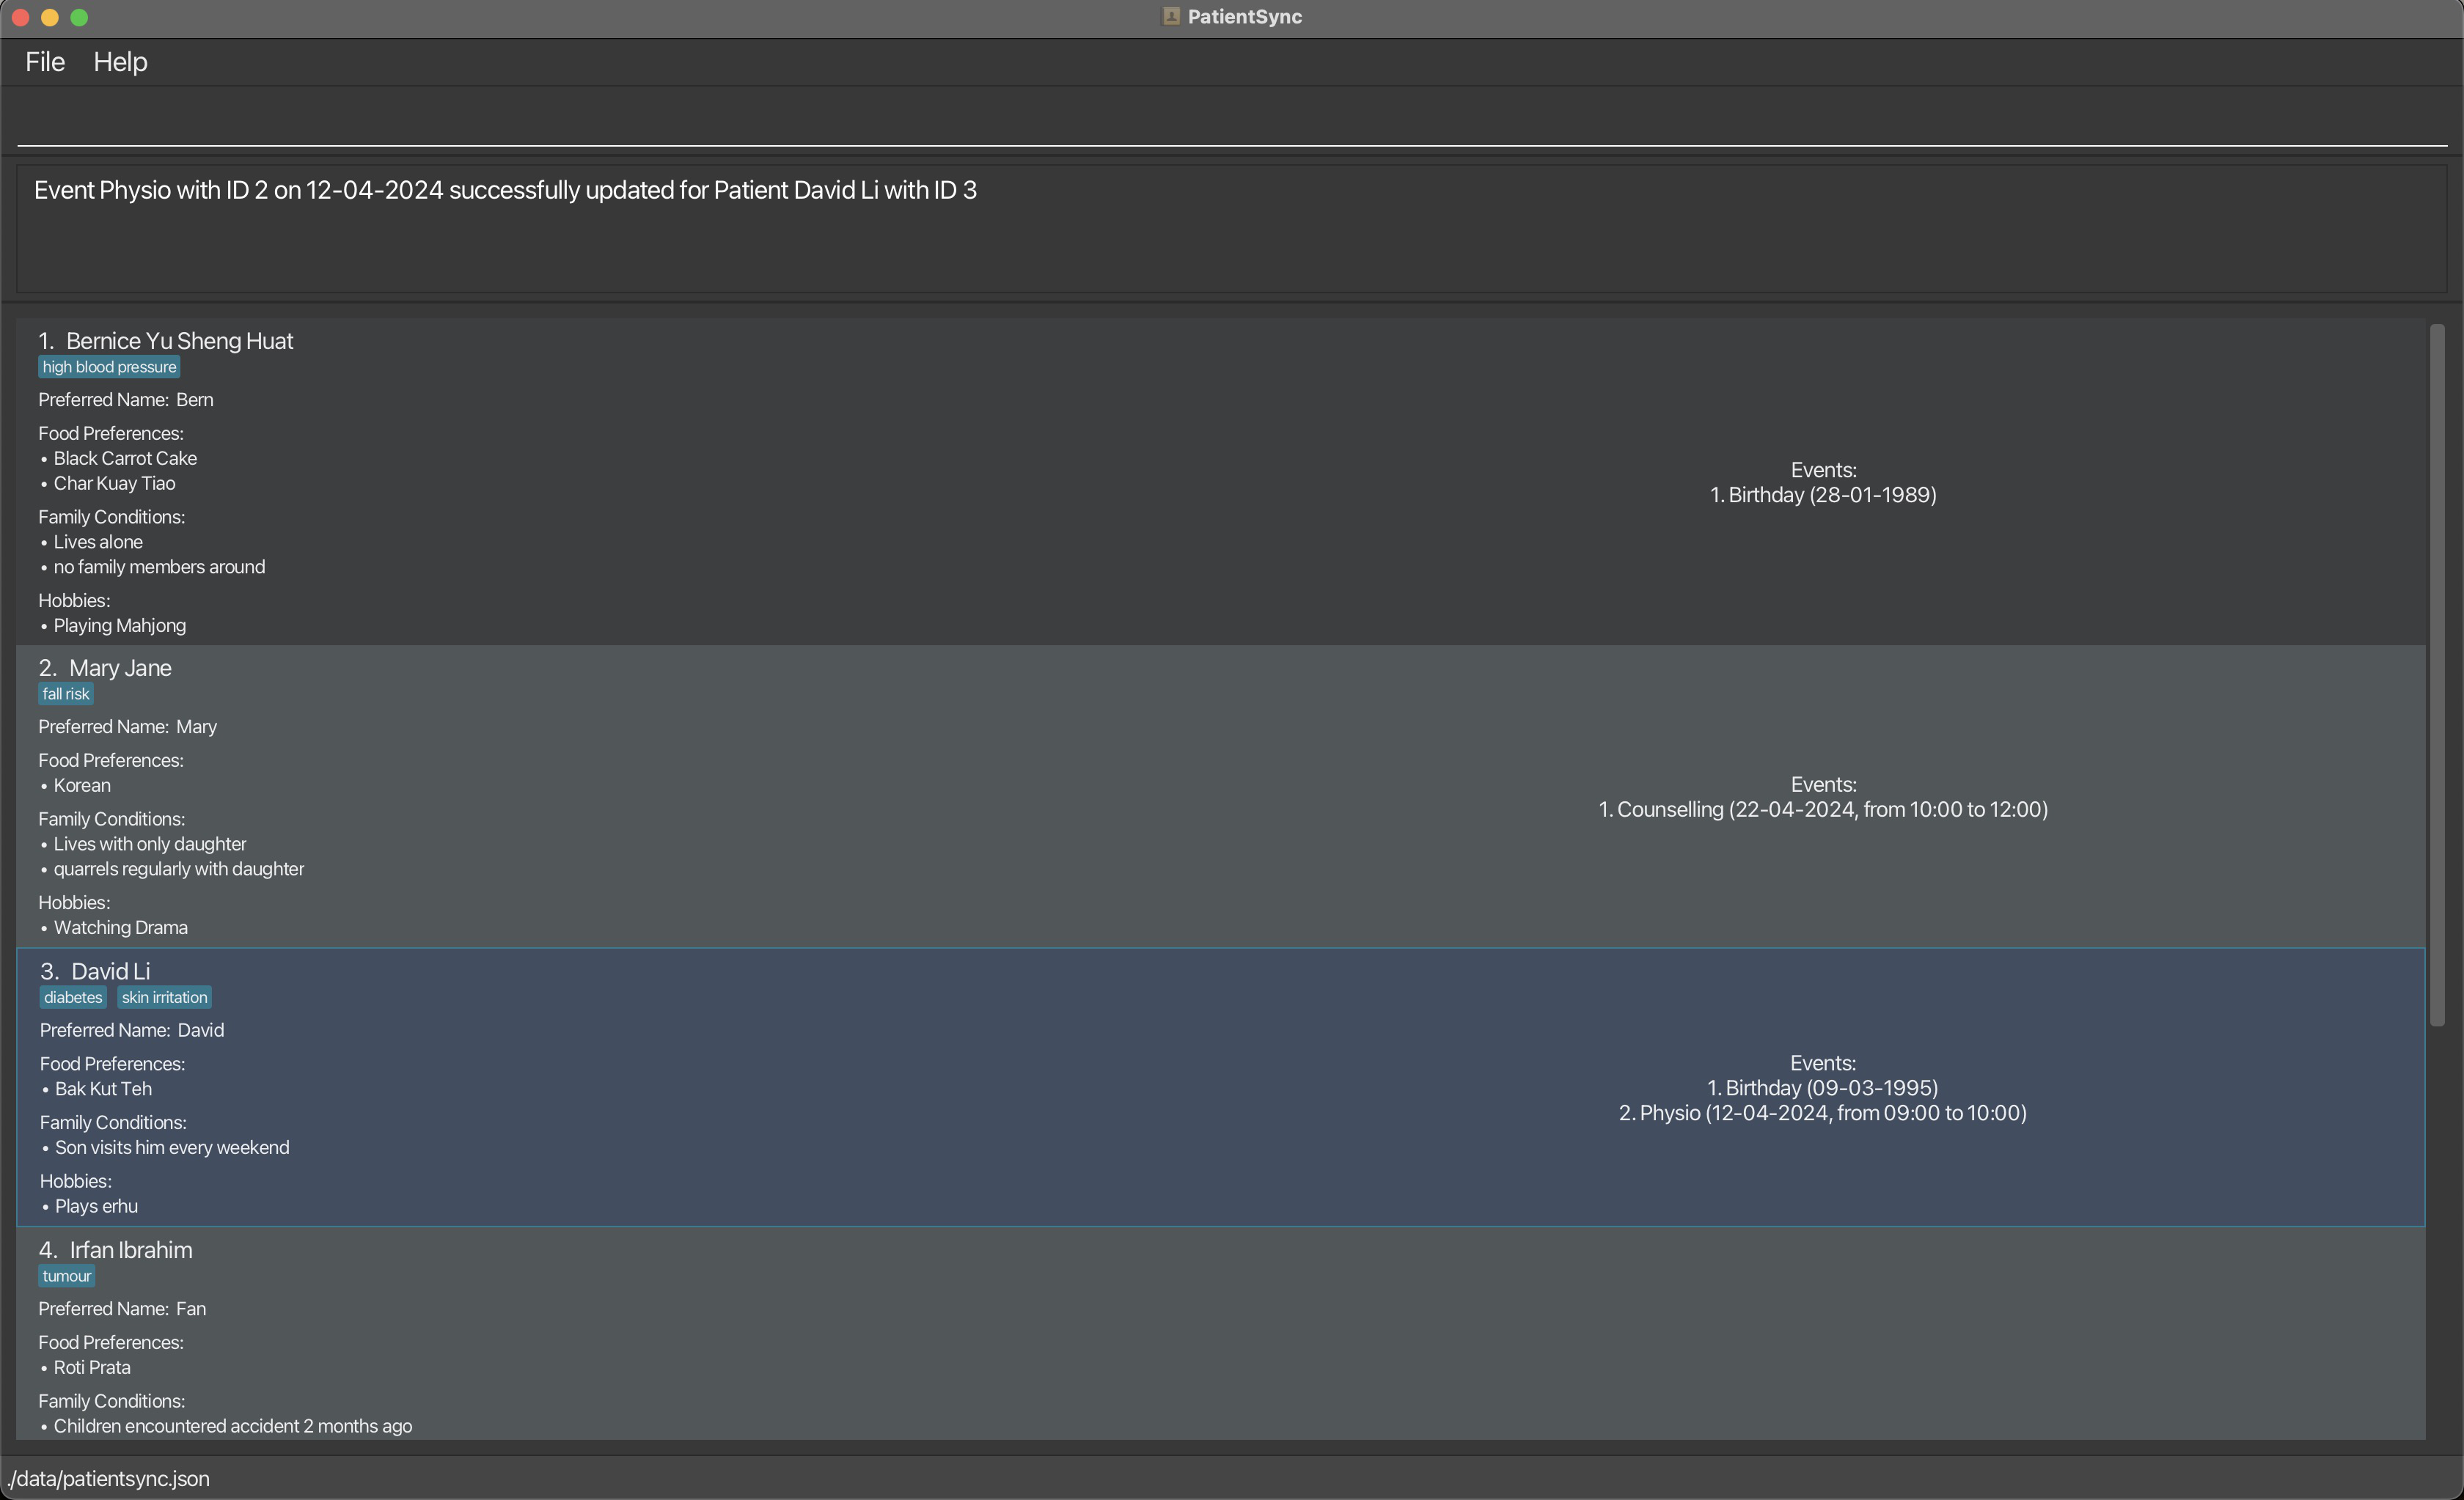 PatientSync
File Help
Event Physio with ID 2 on 12-04-2024 successfully updated for Patient David Li with ID 3
1. Bernice Yu Sheng Huat
high blood pressure
Preferred Name: Bern
Food Preferences:
• Black Carrot Cake
• Char Kuay Tiao
Family Conditions:
• Lives alone
• no family members around
Hobbies:
• Playing Mahjong
Events:
1. Birthday (28-01-1989)
2. Mary Jane
fall risk
Preferred Name: Mary
Food Preferences:
• Korean
Family Conditions:
• Lives with only daughter
• quarrels regularly with daughter
Hobbies:
• Watching Drama
Events:
1. Counselling (22-04-2024, from 10:00 to 12:00)
3. David Li
diabetes skin irritation
Preferred Name: David
Food Preferences:
• Bak Kut Teh
Family Conditions:
• Son visits him every weekend
Hobbies:
• Plays erhu
Events:
1. Birthday (09-03-1995)
2. Physio (12-04-2024, from 09:00 to 10:00)
4. Irfan Ibrahim
tumour
Preferred Name: Fan
Food Preferences:
• Roti Prata
Family Conditions:
• Children encountered accident 2 months ago
./data/patientsync.json